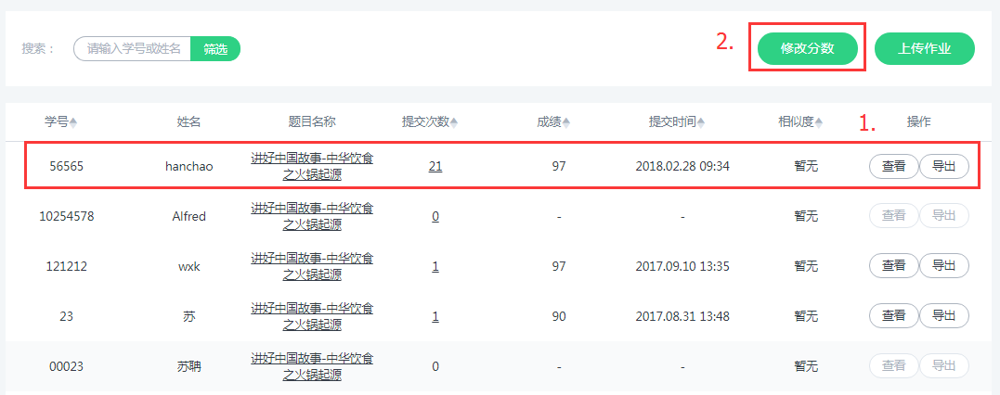 搜索： 请输入学号或姓名 筛选 2. 修改分数 上传作业
学号 姓名 题目名称 提交次数 成绩 提交时间 相似度 1. 操作
56565 hanchao 讲好中国故事-中华饮食 21 97 2018.02.28 09:34 暂无 查看 导出
之火锅起源
10254578 Alfred 讲好中国故事-中华饮食 0 - - 暂无 查看 导出
之火锅起源
121212 wxk 讲好中国故事-中华饮食 1 97 2017.09.10 13:35 暂无 查看 导出
之火锅起源
23 苏 讲好中国故事-中华饮食 1 90 2017.08.31 13:48 暂无 查看 导出
之火锅起源
00023 苏聃 讲好中国故事-中华饮食 0 - - 暂无 查看 导出
之火锅起源